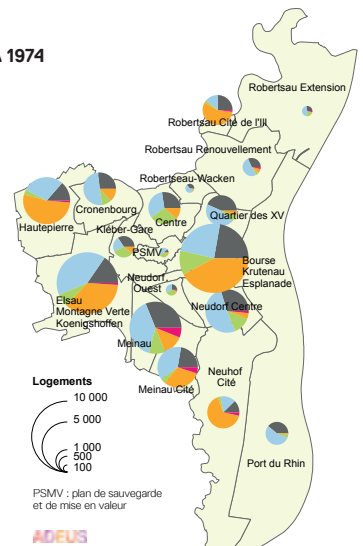 A 1974
Robertsau Extension
Robertsau Cité de l'Ill
Robertsau Renouvellement
Robertseau-Wacken
Cronenbourg
Hautepierre
Centre
Quartier des XV
Kléber-Gare
PSMV
Bourse
Krutenau
Esplanade
Neudorf
Ouest
Elsau
Montagne Verte
Koenigshoffen
Neudorf Centre
Meinau
Meinau Cité
Neuhof
Cité
Port du Rhin
Logements
10 000
5 000
1 000
500
100
PSMV : plan de sauvegarde
et de mise en valeur
ADEUS